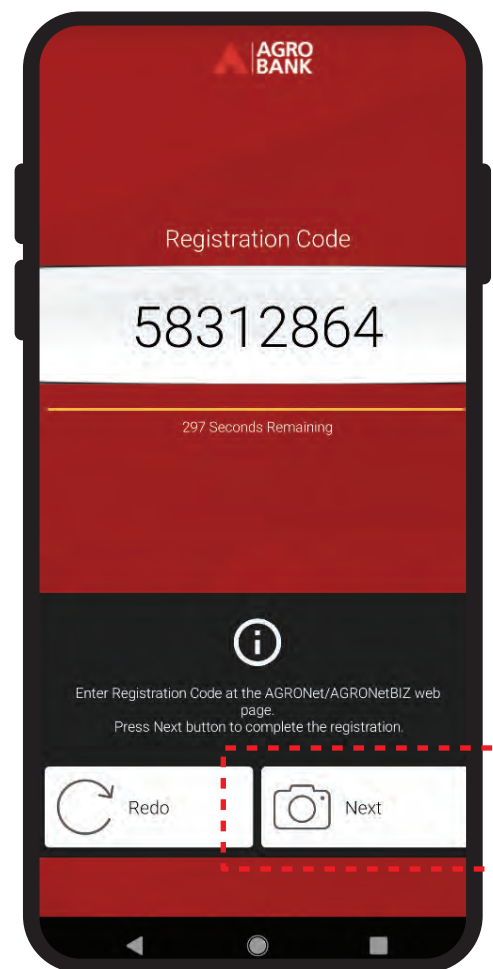 AGRO
BANK
Registration Code
58312864
297 Seconds Remaining
Enter Registration Code at the AGRONet/AGRONetBIZ web
page.
Press Next button to complete the registration.
Redo
Next